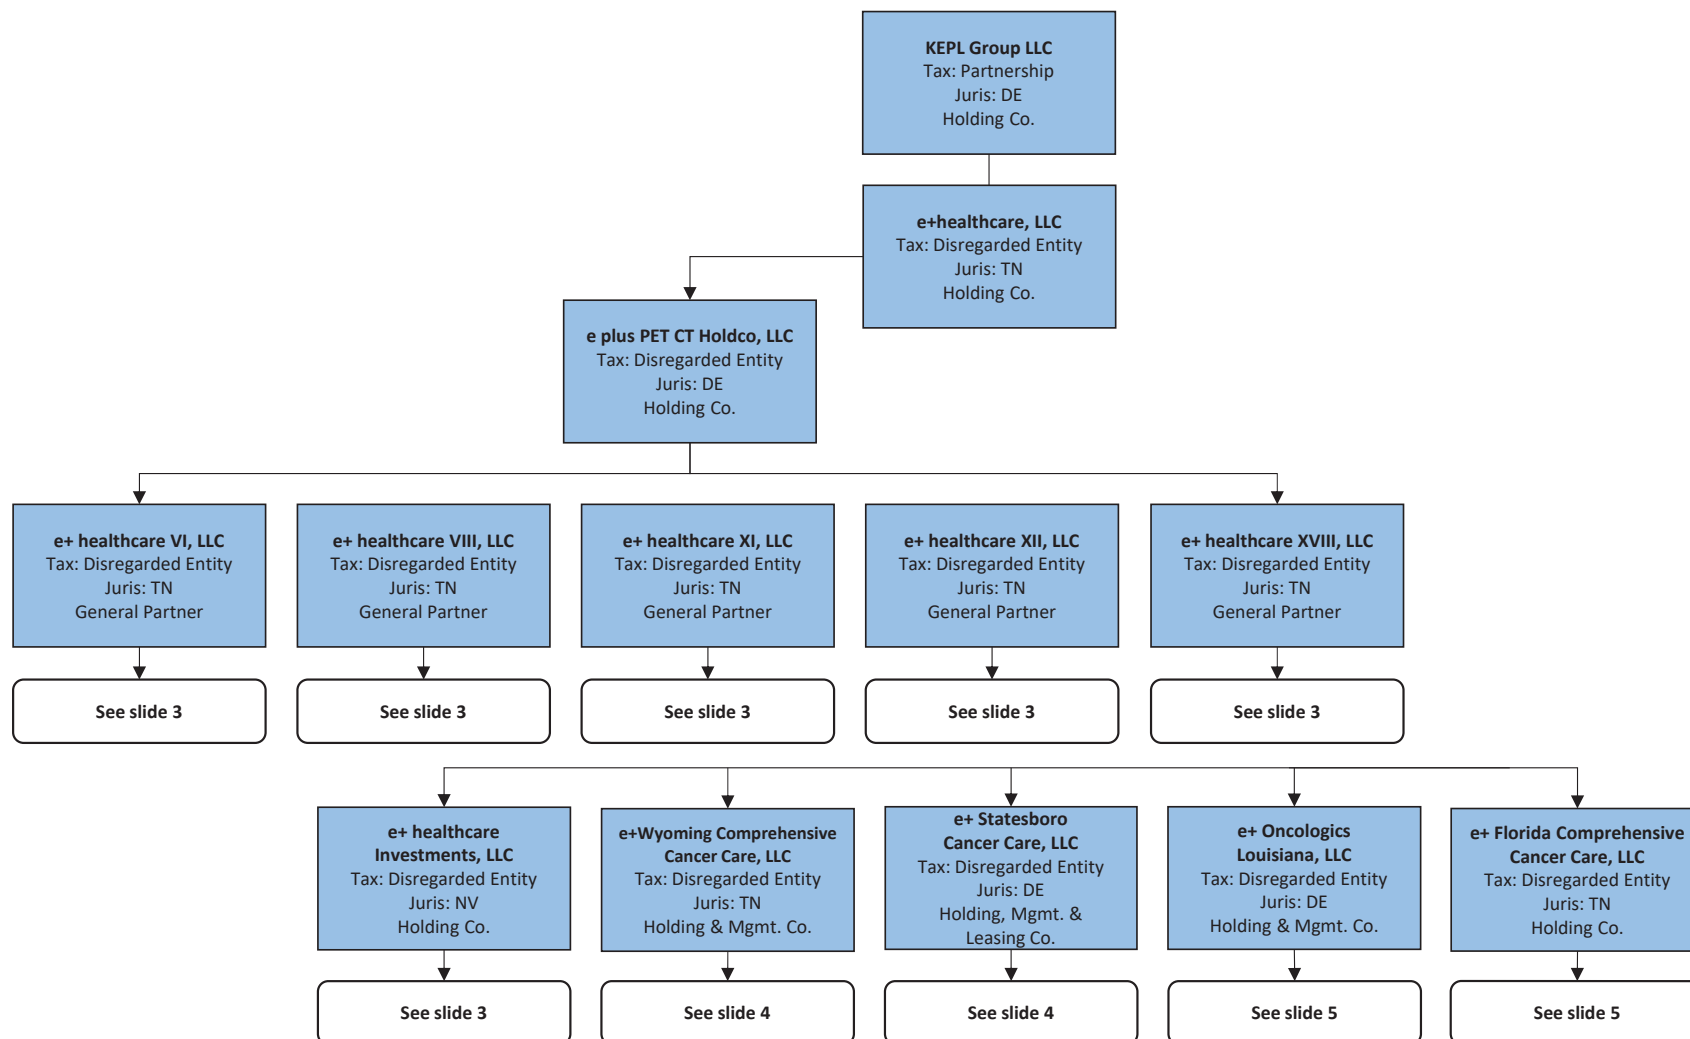 KEPL Group LLC
Tax: Partnership
Juris: DE
Holding Co.
e+healthcare, LLC
Tax: Disregarded Entity
Juris: TN
Holding Co.
e plus PET CT Holdco, LLC
Tax: Disregarded Entity
Juris: DE
Holding Co.
e+ healthcare VI, LLC
Tax: Disregarded Entity
Juris: TN
General Partner
e+ healthcare VIII, LLC
Tax: Disregarded Entity
Juris: TN
General Partner
e+ healthcare XI, LLC
Tax: Disregarded Entity
Juris: TN
General Partner
e+ healthcare XII, LLC
Tax: Disregarded Entity
Juris: TN
General Partner
e+ healthcare XVIII, LLC
Tax: Disregarded Entity
Juris: TN
General Partner
See slide 3
See slide 3
See slide 3
See slide 3
See slide 3
e+ healthcare
Investments, LLC
Tax: Disregarded Entity
Juris: NV
Holding Co.
e+Wyoming Comprehensive
Cancer Care, LLC
Tax: Disregarded Entity
Juris: TN
Holding & Mgmt. Co.
e+ Statesboro
Cancer Care, LLC
Tax: Disregarded Entity
Juris: DE
Holding, Mgmt. &
Leasing Co.
e+ Oncologics
Louisiana, LLC
Tax: Disregarded Entity
Juris: DE
Holding & Mgmt. Co.
e+ Florida Comprehensive
Cancer Care, LLC
Tax: Disregarded Entity
Juris: TN
Holding Co.
See slide 3
See slide 4
See slide 4
See slide 5
See slide 5